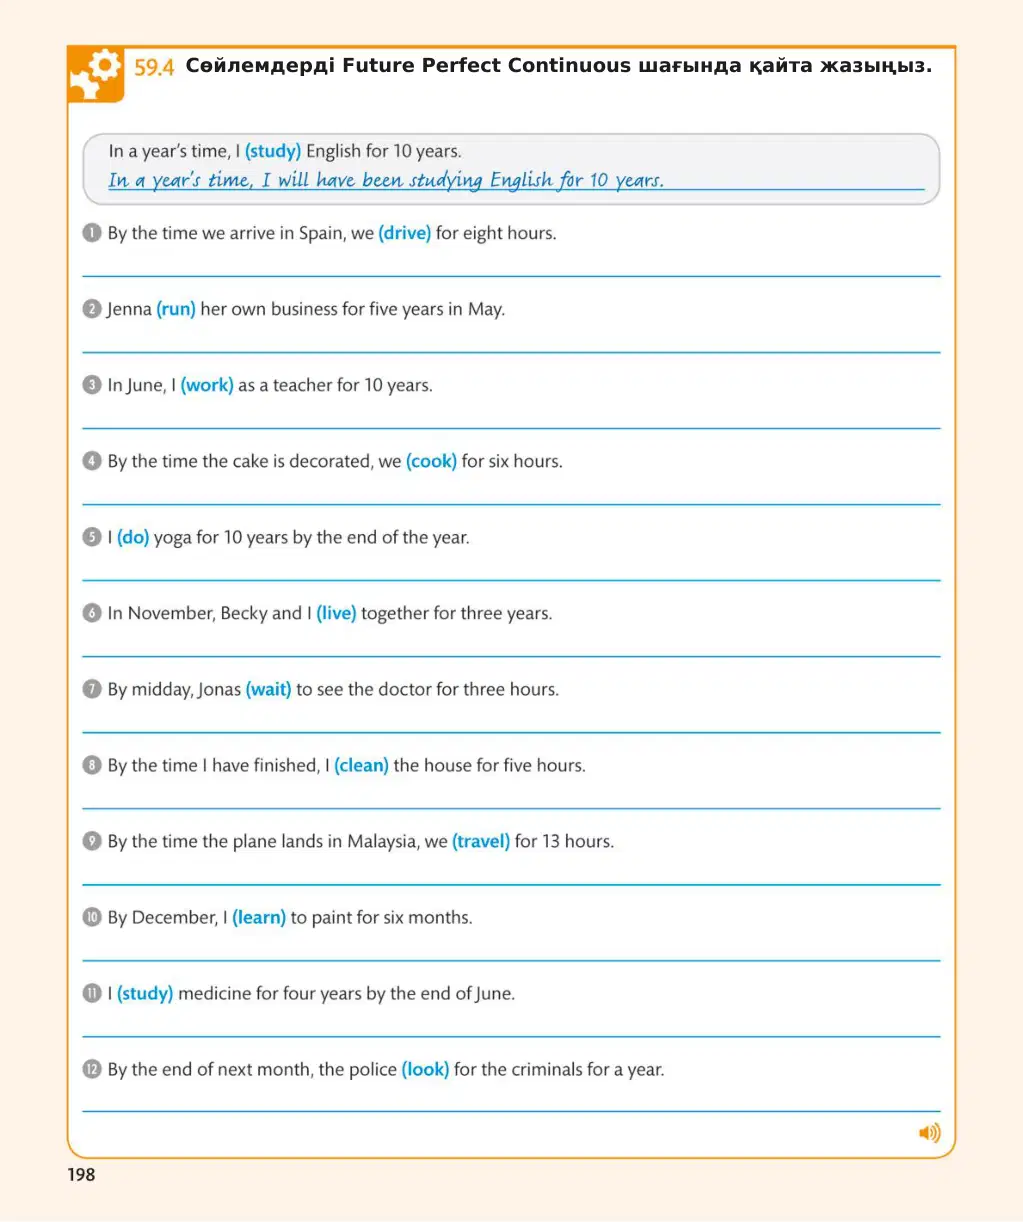 59.4 Сөйлемдерді Future Perfect Continuous шағында қайта жазыңыз.
In a year's time, I (study) English for 10 years.
In a year's time, I will have been studying English for 10 years.
1 By the time we arrive in Spain, we (drive) for eight hours.
2 Jenna (run) her own business for five years in May.
3 In June, I (work) as a teacher for 10 years.
4 By the time the cake is decorated, we (cook) for six hours.
5 I (do) yoga for 10 years by the end of the year.
6 In November, Becky and I (live) together for three years.
7 By midday, Jonas (wait) to see the doctor for three hours.
8 By the time I have finished, I (clean) the house for five hours.
9 By the time the plane lands in Malaysia, we (travel) for 13 hours.
10 By December, I (learn) to paint for six months.
11 I (study) medicine for four years by the end of June.
12 By the end of next month, the police (look) for the criminals for a year.
198